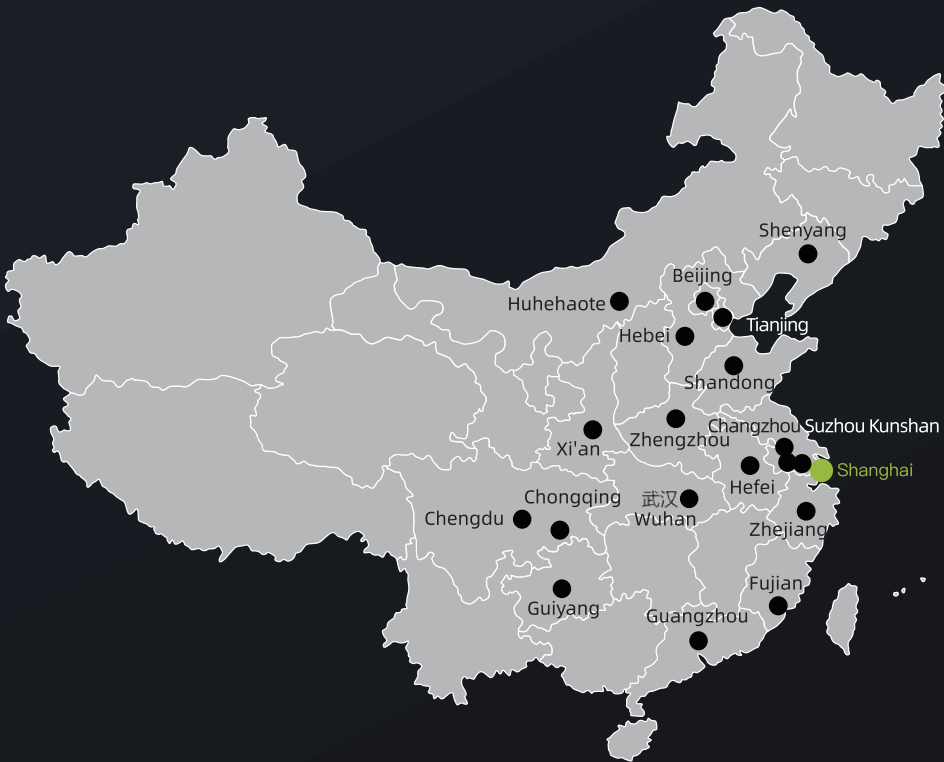 Shenyang
Beijing
Huhehaote
Tianjing
Hebei
Shandong
Changzhou Suzhou Kunshan
Zhengzhou
Xi'an
Shanghai
Hefei
Chongqing
武汉
Wuhan
Chengdu
Zhejiang
Fujian
Guiyang
Guangzhou